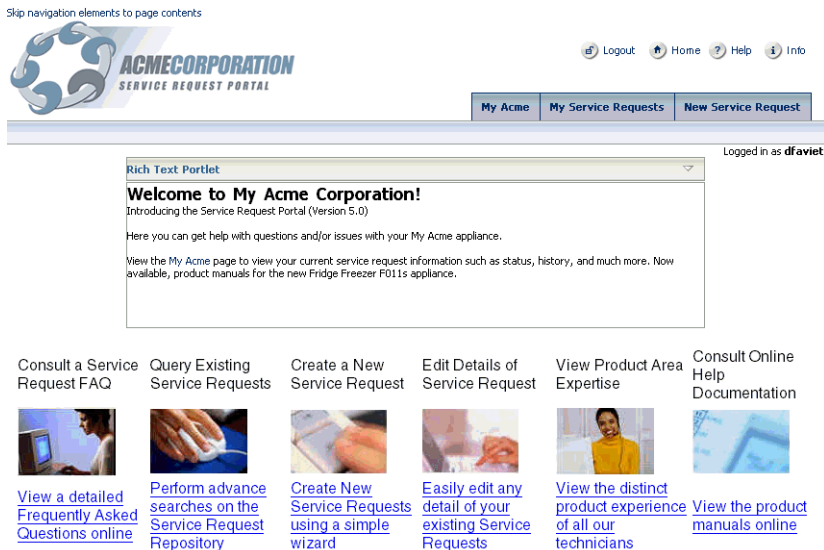 Skip navigation elements to page contents
ACMECORPORATION
SERVICE REQUEST PORTAL
Logout Home ? Help i Info
My Acme My Service Requests New Service Request
Logged in as dfaviet
Rich Text Portlet
Welcome to My Acme Corporation!
Introducing the Service Request Portal (Version 5.0)
Here you can get help with questions and/or issues with your My Acme appliance.
View the My Acme page to view your current service request information such as status, history, and much more. Now
available, product manuals for the new Fridge Freezer F011s appliance.
Consult a Service
Request FAQ
Query Existing
Service Requests
Create a New
Service Request
Edit Details of
Service Request
View Product Area
Expertise
Consult Online
Help
Documentation
View a detailed
Frequently Asked
Questions online
Perform advance
searches on the
Service Request
Repository
Create New
Service Requests
using a simple
wizard
Easily edit any
detail of your
existing Service
Requests
View the distinct
product experience
of all our
technicians
View the product
manuals online